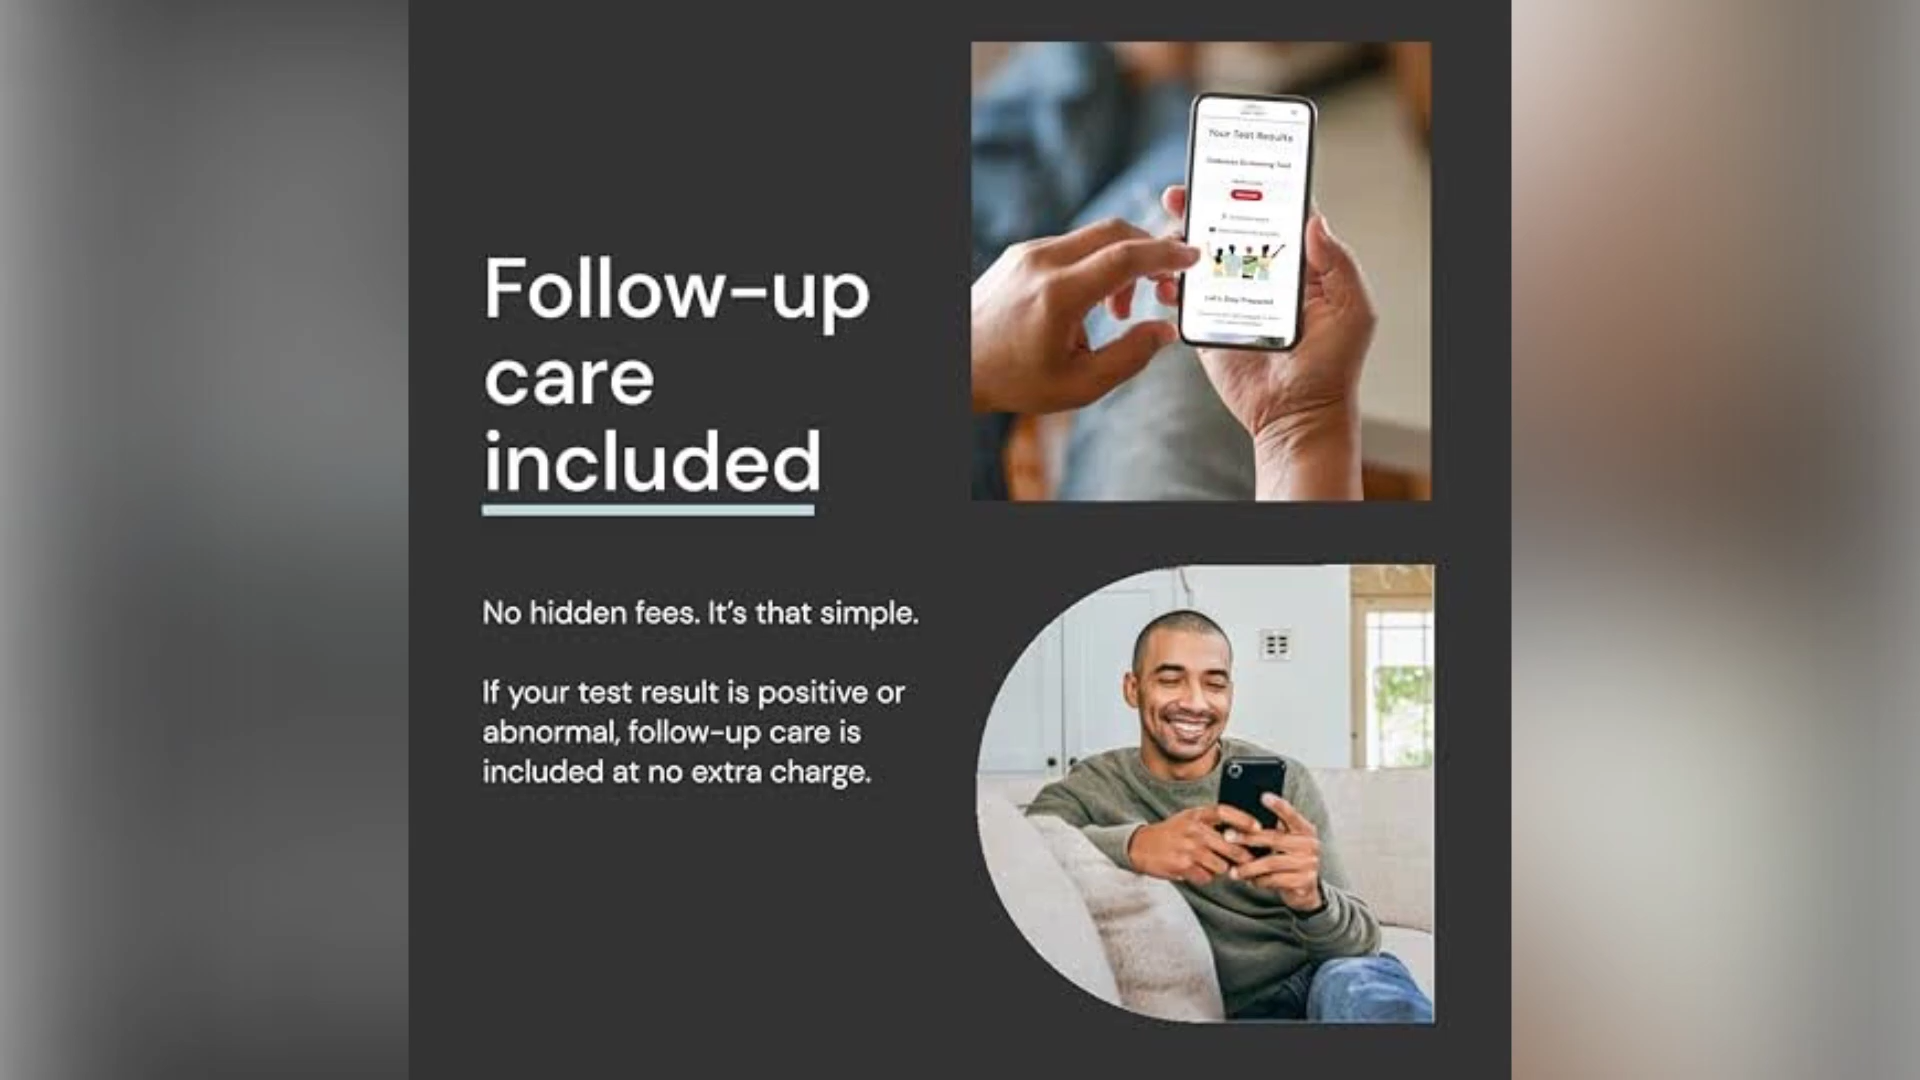 Follow-up
care
included
No hidden fees. It's that simple.
If your test result is positive or
abnormal, follow-up care is
included at no extra charge.
Your Test Results
Let's Stay Prepared